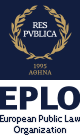 RES
PVBLICA
1995
ΑΘΗΝΑ
EPLO
European Public Law
Organization